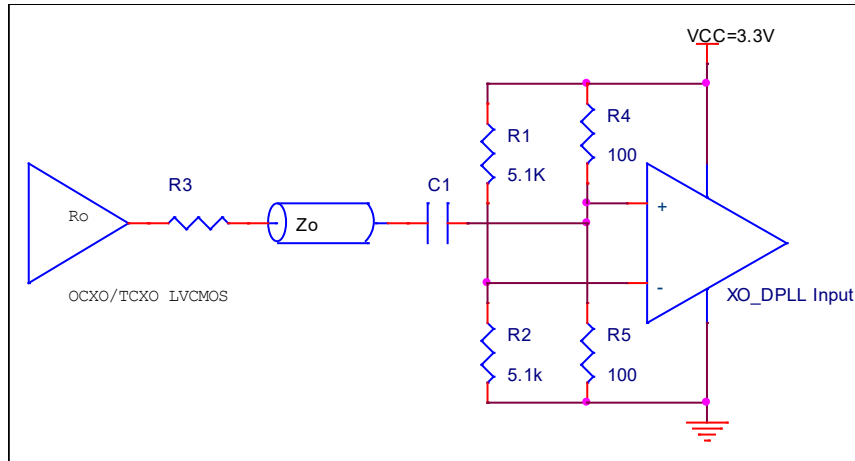 VCC=3.3V
R1
5.1K
R4
100
R3
C1
Ro
Zo
+
-
OCXO/TCXO LVCMOS
XO_DPLL Input
R2
5.1k
R5
100